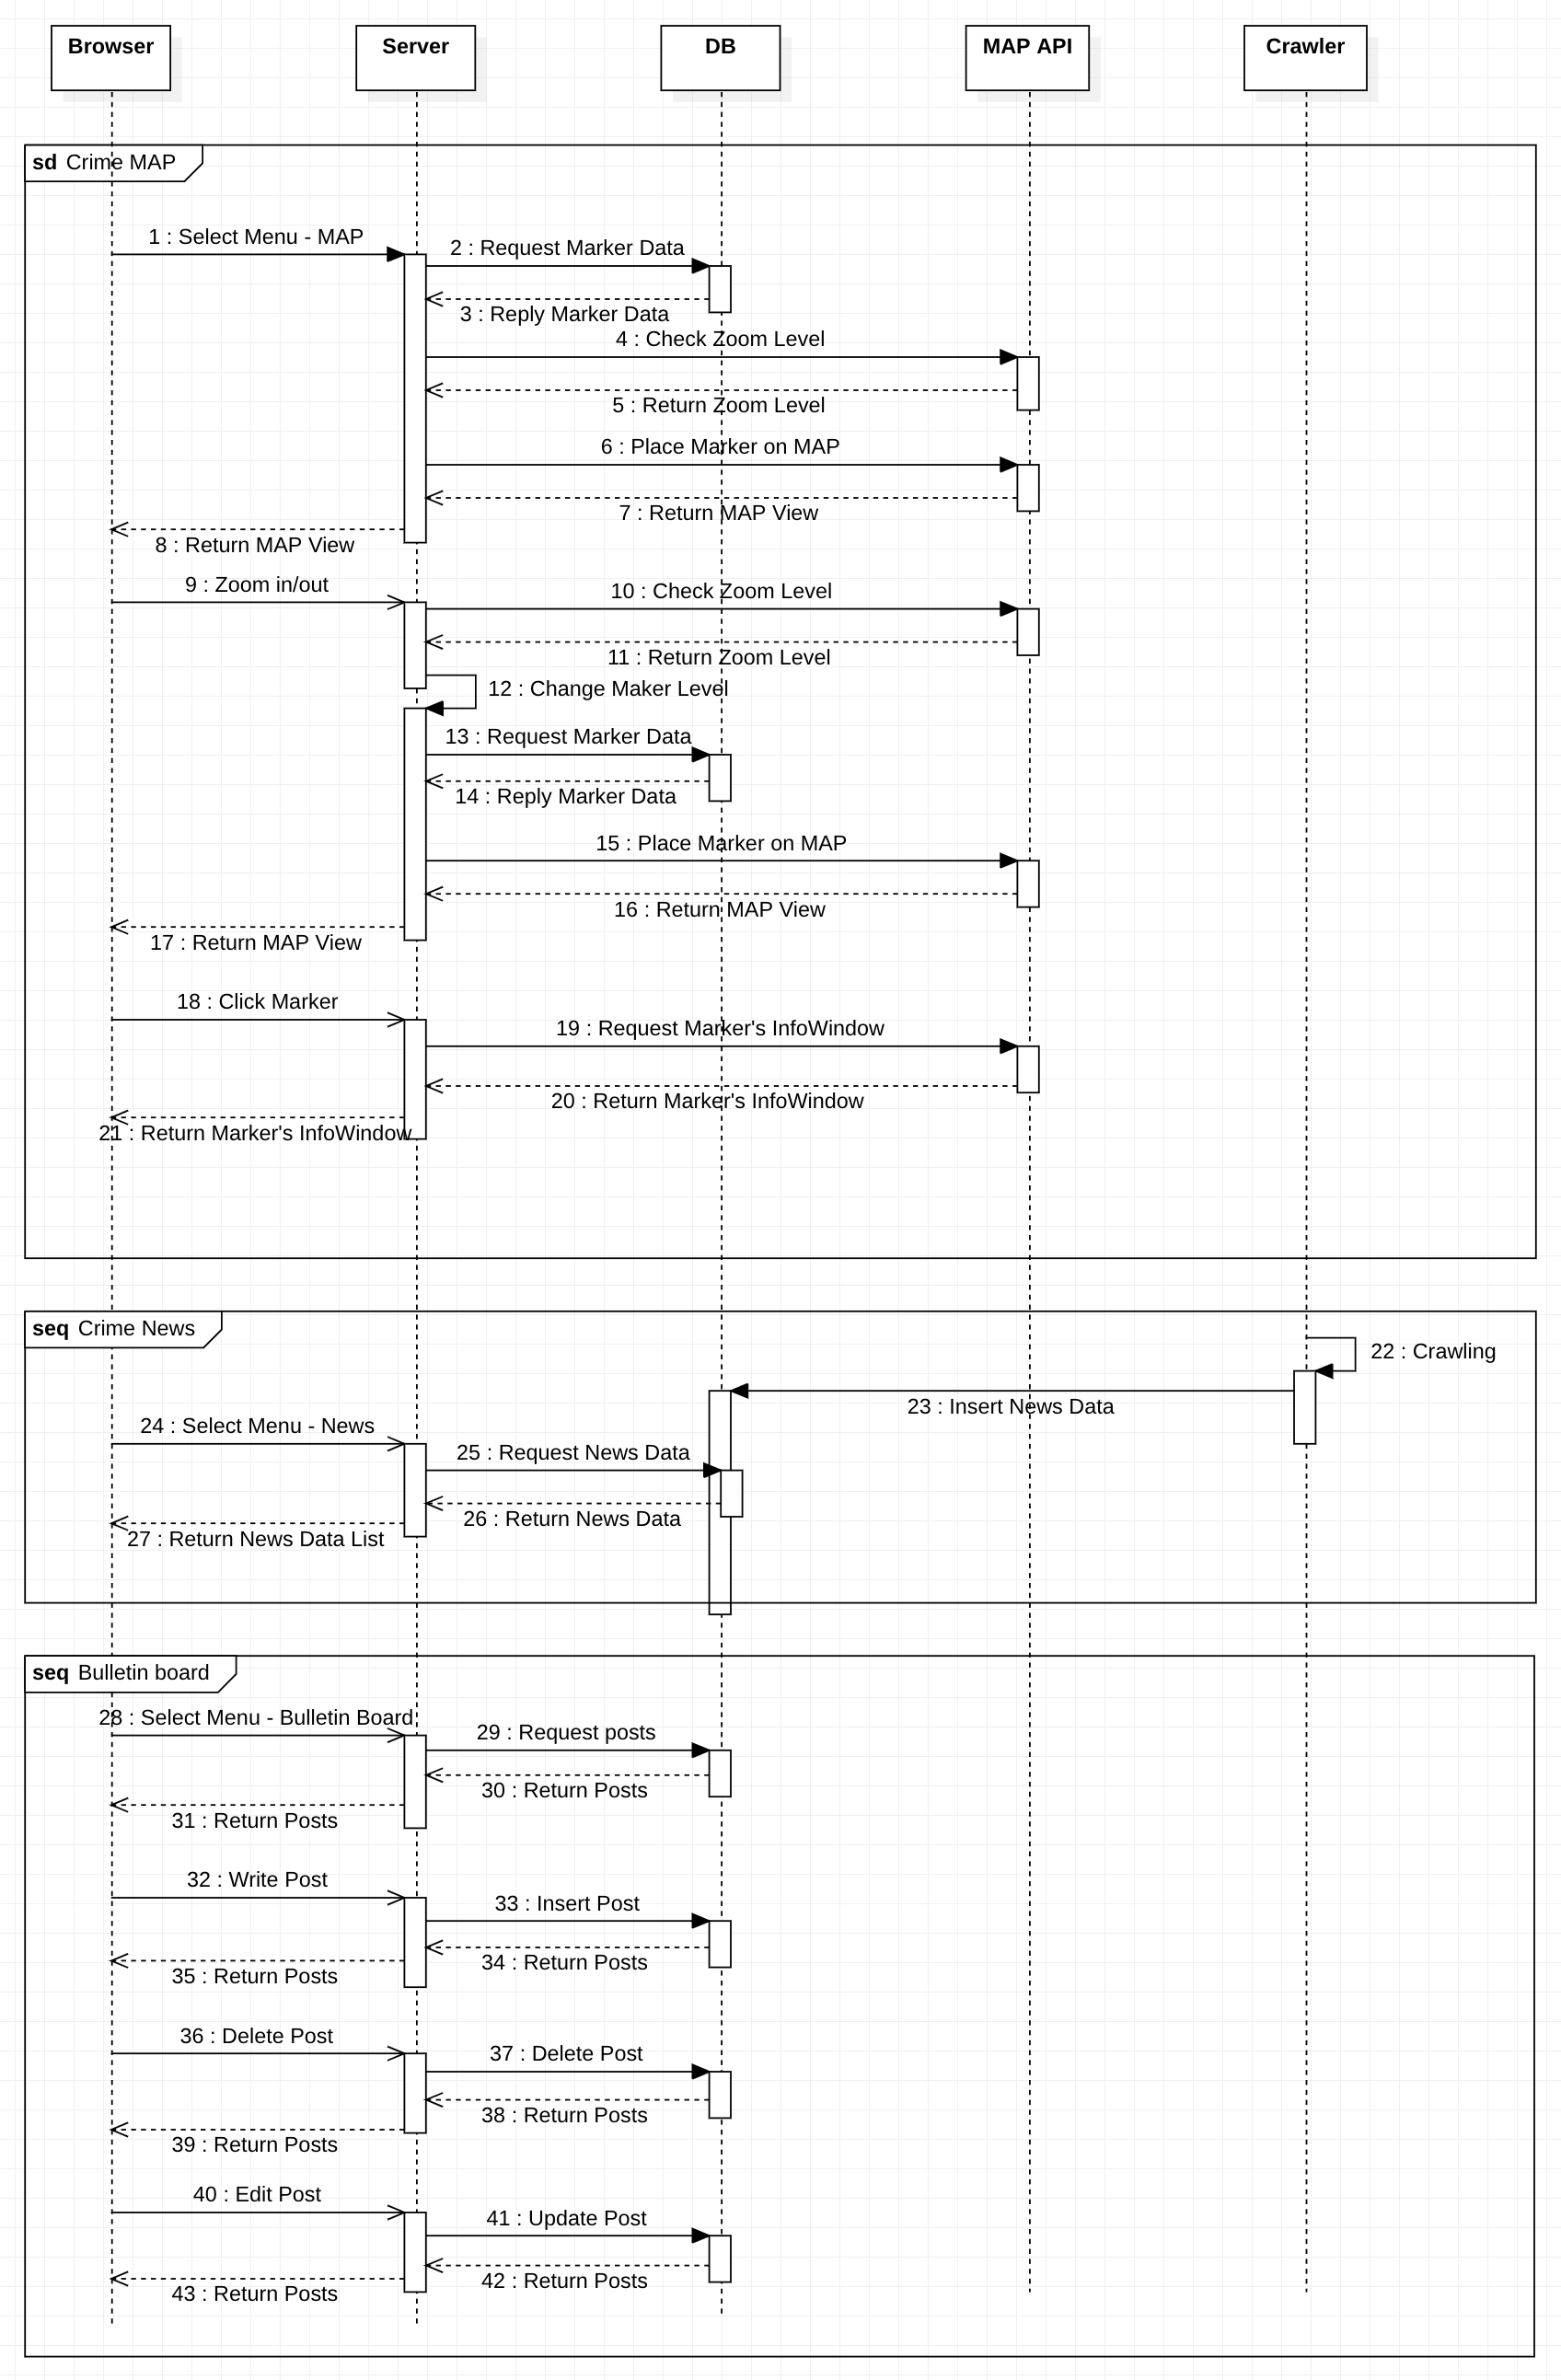 Browser
Server
DB
MAP API
Crawler
sd Crime MAP
1 : Select Menu - MAP
2 : Request Marker Data
3 : Reply Marker Data
4 : Check Zoom Level
5 : Return Zoom Level
6 : Place Marker on MAP
7 : Return MAP View
8 : Return MAP View
9 : Zoom in/out
10 : Check Zoom Level
11 : Return Zoom Level
12 : Change Maker Level
13 : Request Marker Data
14 : Reply Marker Data
15 : Place Marker on MAP
16 : Return MAP View
17 : Return MAP View
18 : Click Marker
19 : Request Marker's InfoWindow
20 : Return Marker's InfoWindow
21 : Return Marker's InfoWindow
seq Crime News
22 : Crawling
23 : Insert News Data
24 : Select Menu - News
25 : Request News Data
26 : Return News Data
27 : Return News Data List
seq Bulletin board
28 : Select Menu - Bulletin Board
29 : Request posts
30 : Return Posts
31 : Return Posts
32 : Write Post
33 : Insert Post
34 : Return Posts
35 : Return Posts
36 : Delete Post
37 : Delete Post
38 : Return Posts
39 : Return Posts
40 : Edit Post
41 : Update Post
42 : Return Posts
43 : Return Posts